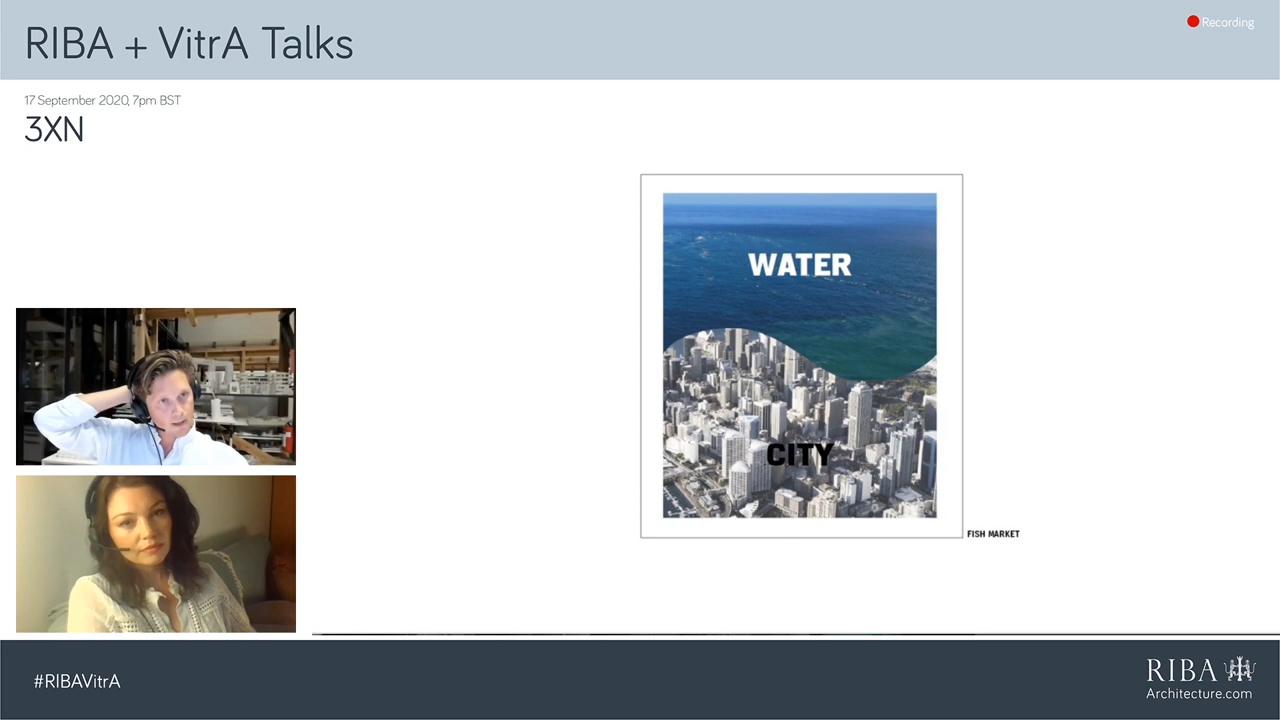 RIBA + VitrA Talks
Recording
17 September 2020, 7pm BST
3XN
WATER
CITY
FISH MARKET
#RIBAVitrA
RIBA
Architecture.com